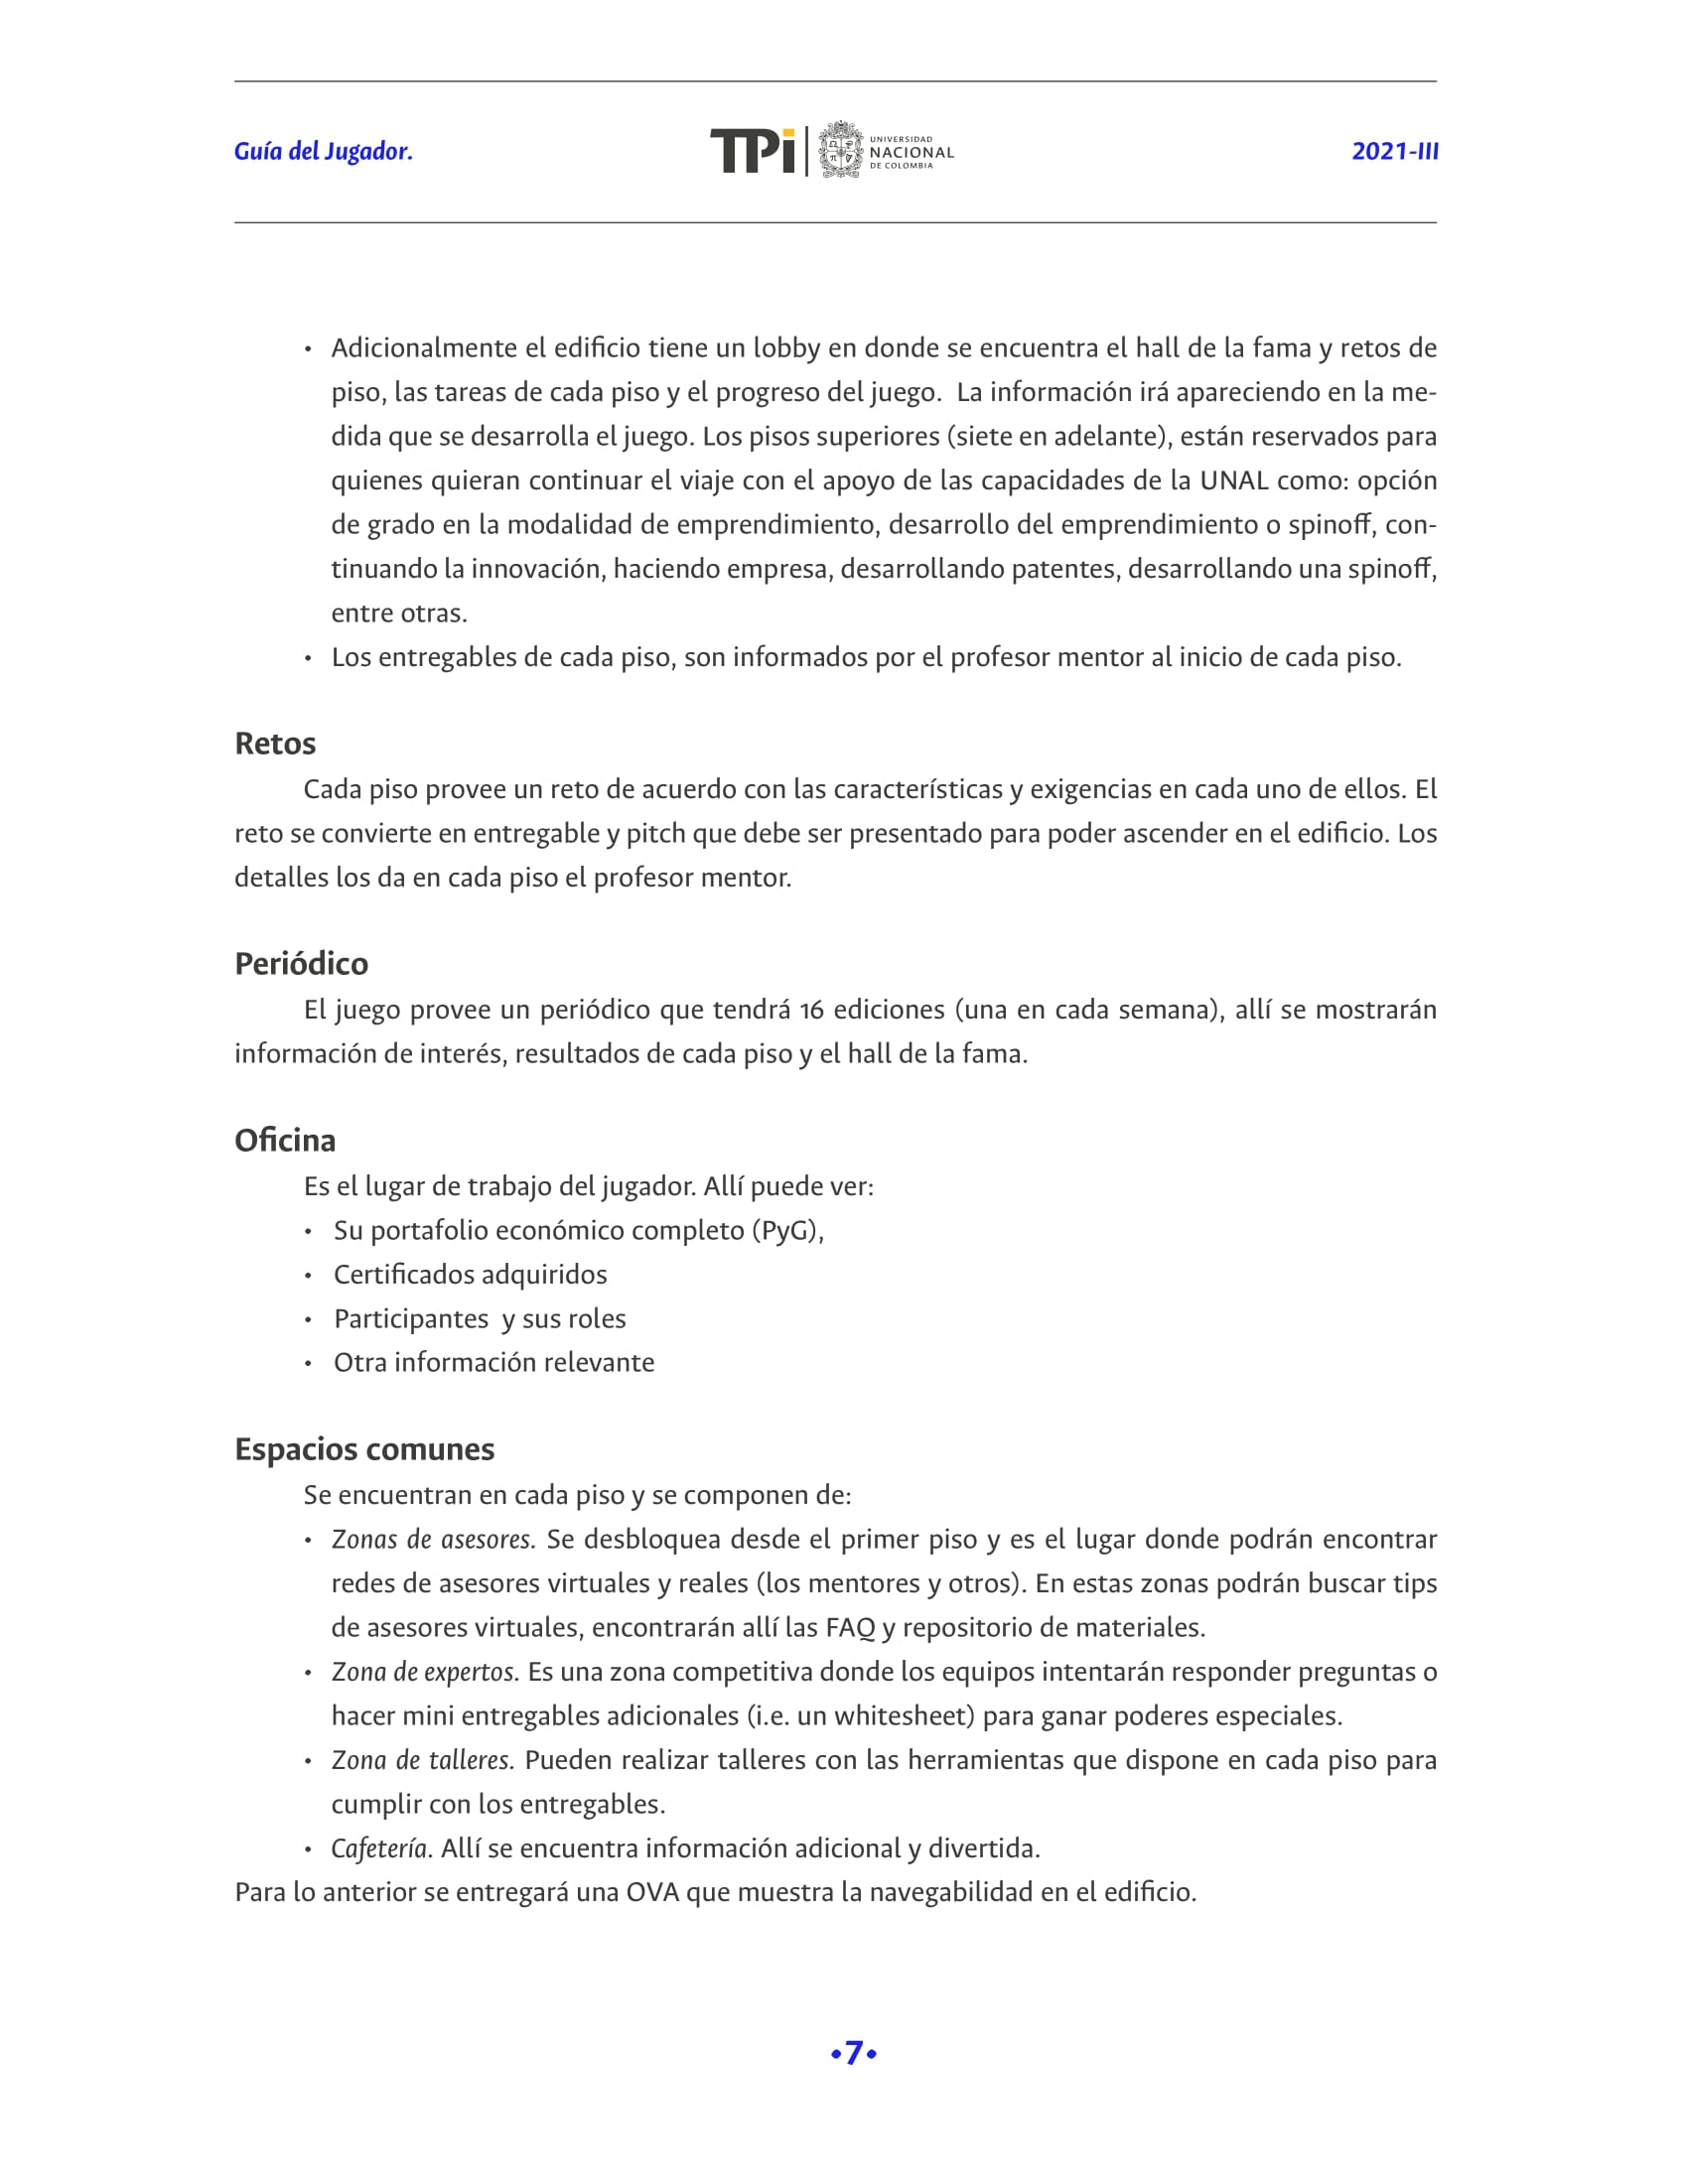 Guía del Jugador.
TPi
UNIVERSIDAD
NACIONAL
DE COLOMBIA
2021-III
• Adicionalmente el edificio tiene un lobby en donde se encuentra el hall de la fama y retos de
piso, las tareas de cada piso y el progreso del juego.  La información irá apareciendo en la me-
dida que se desarrolla el juego. Los pisos superiores (siete en adelante), están reservados para
quienes quieran continuar el viaje con el apoyo de las capacidades de la UNAL como: opción
de grado en la modalidad de emprendimiento, desarrollo del emprendimiento o spinoff, con-
tinuando la innovación, haciendo empresa, desarrollando patentes, desarrollando una spinoff,
entre otras.
• Los entregables de cada piso, son informados por el profesor mentor al inicio de cada piso.
Retos
Cada piso provee un reto de acuerdo con las características y exigencias en cada uno de ellos. El
reto se convierte en entregable y pitch que debe ser presentado para poder ascender en el edificio. Los
detalles los da en cada piso el profesor mentor.
Periódico
El juego provee un periódico que tendrá 16 ediciones (una en cada semana), allí se mostrarán
información de interés, resultados de cada piso y el hall de la fama.
Oficina
Es el lugar de trabajo del jugador. Allí puede ver:
• Su portafolio económico completo (PyG),
• Certificados adquiridos
• Participantes  y sus roles
• Otra información relevante
Espacios comunes
Se encuentran en cada piso y se componen de:
• Zonas de asesores. Se desbloquea desde el primer piso y es el lugar donde podrán encontrar
redes de asesores virtuales y reales (los mentores y otros). En estas zonas podrán buscar tips
de asesores virtuales, encontrarán allí las FAQ y repositorio de materiales.
• Zona de expertos. Es una zona competitiva donde los equipos intentarán responder preguntas o
hacer mini entregables adicionales (i.e. un whitesheet) para ganar poderes especiales.
• Zona de talleres. Pueden realizar talleres con las herramientas que dispone en cada piso para
cumplir con los entregables.
• Cafetería. Allí se encuentra información adicional y divertida.
Para lo anterior se entregará una OVA que muestra la navegabilidad en el edificio.
•7•